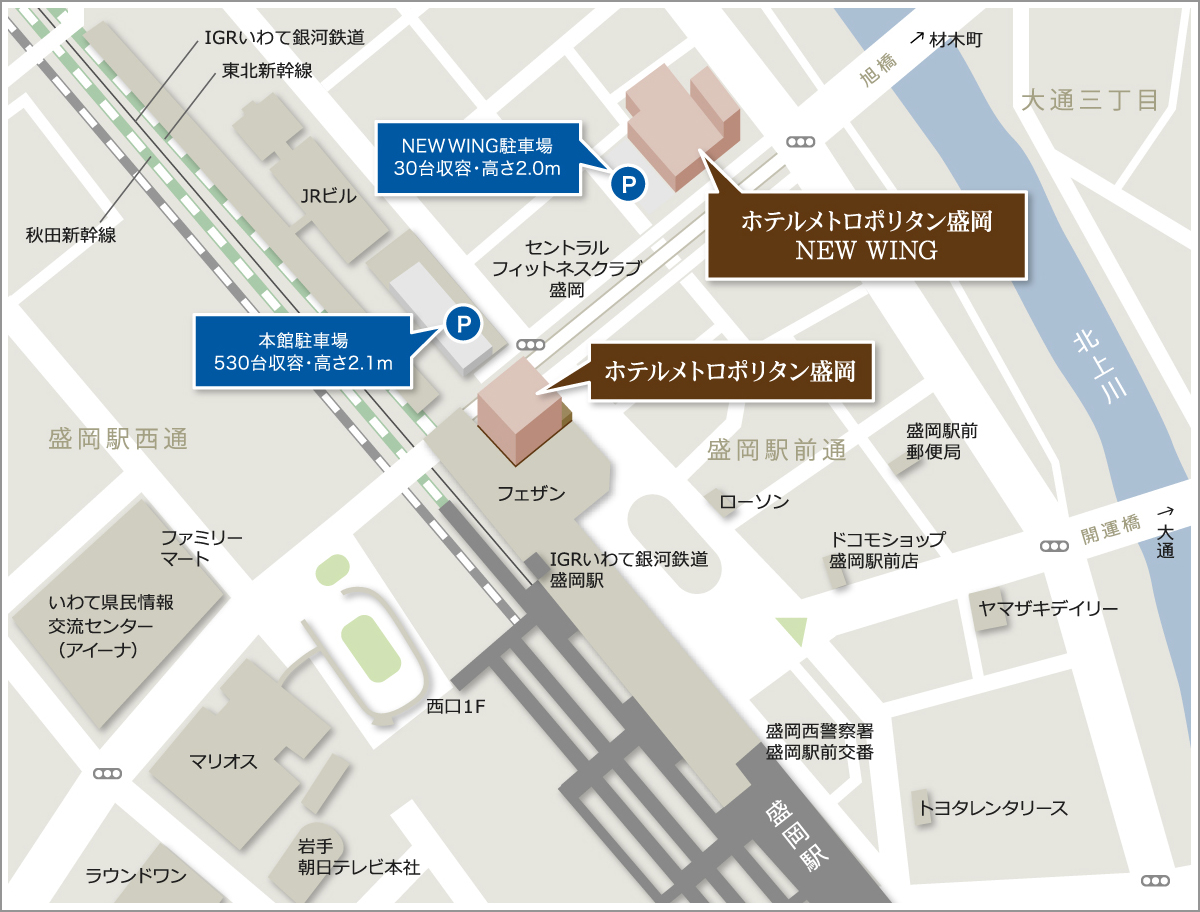 IGRいわて銀河鉄道
東北新幹線
秋田新幹線
JRビル
NEW WING駐車場
30台収容・高さ2.0m
P
旭橋
↗材木町
大通三丁目
ホテルメトロポリタン盛岡
NEW WING
セントラル
フィットネスクラブ
盛岡
本館駐車場
530台収容・高さ2.1m
P
ホテルメトロポリタン盛岡
北上川
盛岡駅西通
盛岡駅前通
盛岡駅前
郵便局
フェザン
ローソン
ファミリー
マート
ドコモショップ
盛岡駅前店
開運橋
→
大通
IGRいわて銀河鉄道
盛岡駅
いわて県民情報
交流センター
（アイーナ）
ヤマザキデイリー
西口1F
盛岡西警察署
盛岡駅前交番
マリオス
トヨタレンタリース
盛岡駅
岩手
朝日テレビ本社
ラウンドワン